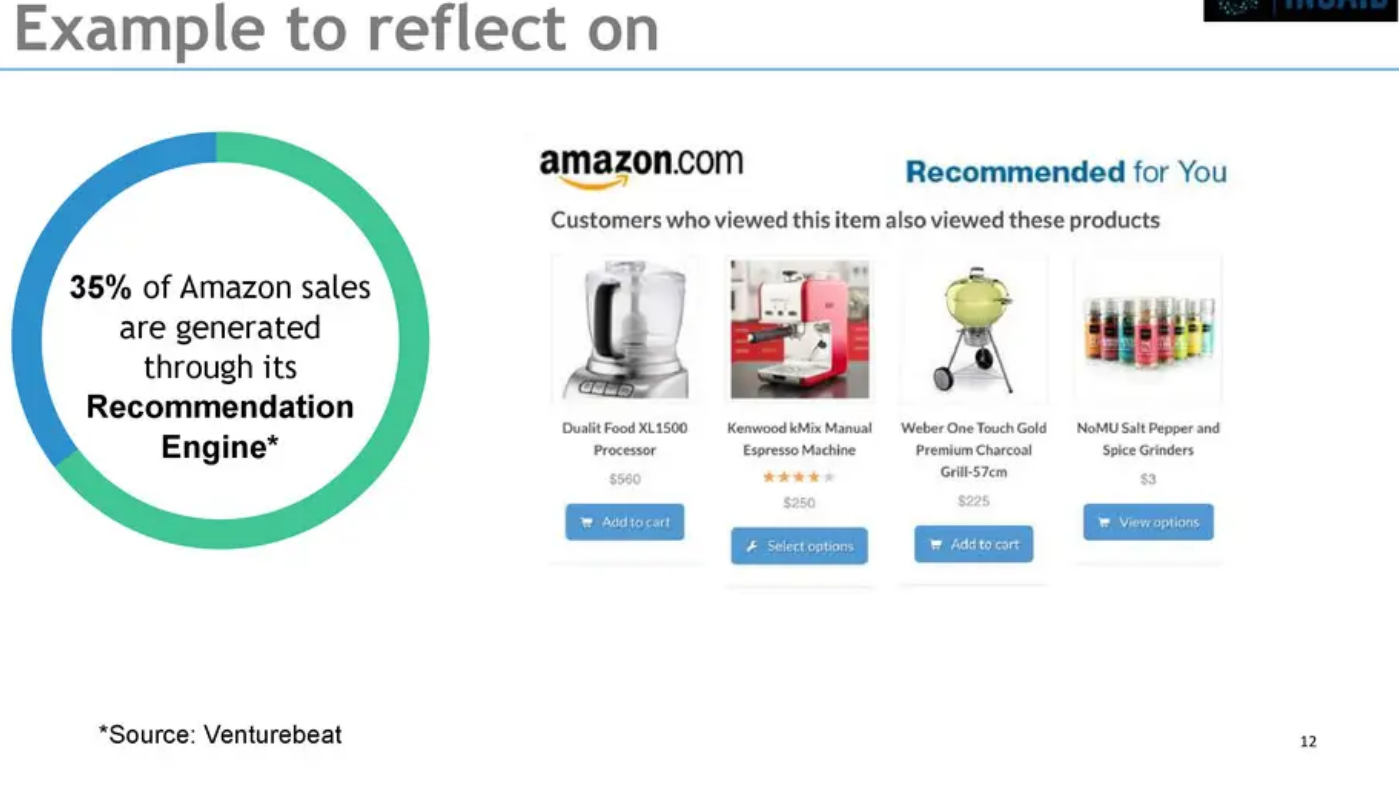 Example to reflect on
35% of Amazon sales
are generated
through its
Recommendation
Engine*
amazon.com
Recommended for You
Customers who viewed this item also viewed these products
Dualit Food XL1500
Processor
$560
Add to cart
Kenwood kMix Manual
Espresso Machine
$250
Select options
Weber One Touch Gold
Premium Charcoal
Grill-57cm
$225
Add to cart
NoMU Salt Pepper and
Spice Grinders
$3
View options
*Source: Venturebeat
12